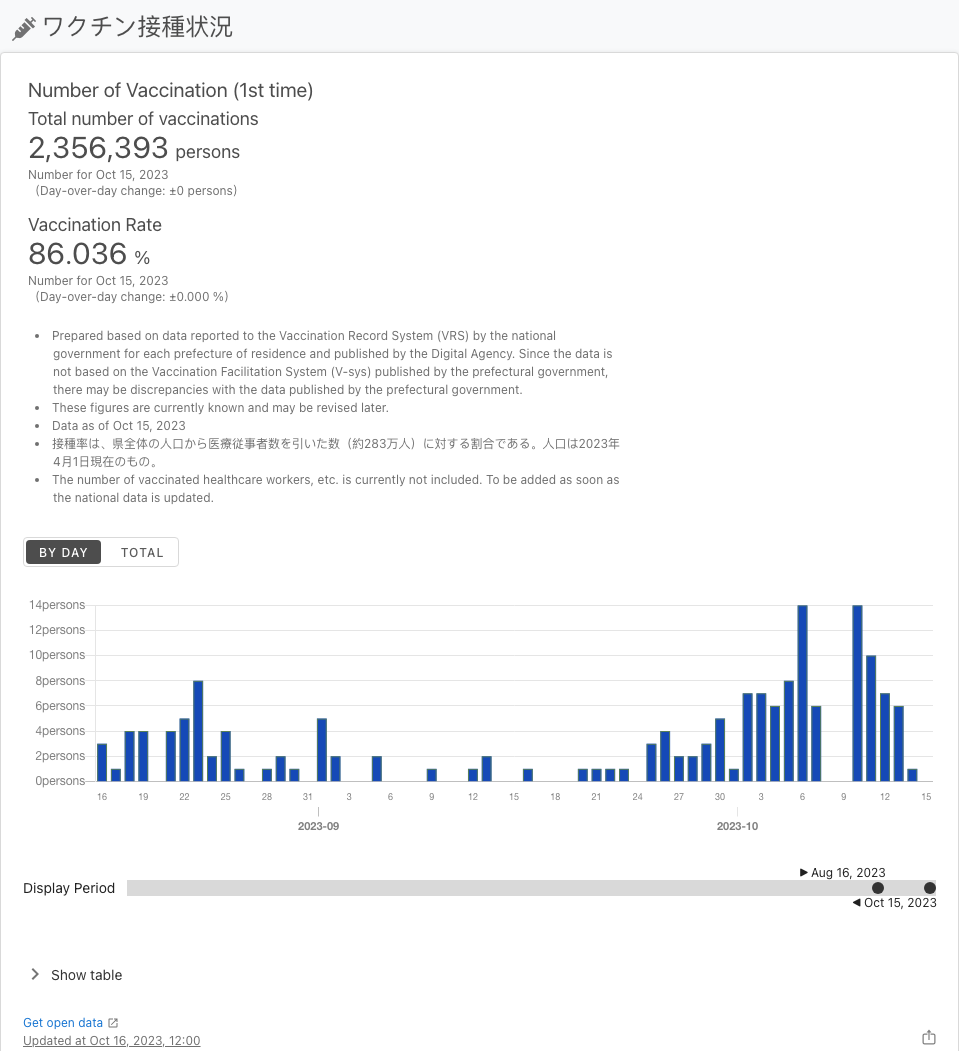 ワクチン接種状況
Number of Vaccination (1st time)
Total number of vaccinations
2,356,393 persons
Number for Oct 15, 2023
（Day-over-day change: ±0 persons)
Vaccination Rate
86.036 %
Number for Oct 15, 2023
（Day-over-day change: ±0.000 %)
• Prepared based on data reported to the Vaccination Record System (VRS) by the national
government for each prefecture of residence and published by the Digital Agency. Since the data is
not based on the Vaccination Facilitation System (V-sys) published by the prefectural government,
there may be discrepancies with the data published by the prefectural government.
• These figures are currently known and may be revised later.
• Data as of Oct 15, 2023
• 接種率は、県全体の人口から医療従事者数を引いた数（約283万人）に対する割合である。人口は2023年
4月1日現在のもの。
• The number of vaccinated healthcare workers, etc. is currently not included. To be added as soon as
the national data is updated.
BY DAY TOTAL
14persons
12persons
10persons
8persons
6persons
4persons
2persons
0persons
16 19 22 25 28 31 3 6 9 12 15 18 21 24 27 30 3 6 9 12 15
2023-09 2023-10
Aug 16, 2023
Display Period
Oct 15, 2023
Show table
Get open data
Updated at Oct 16, 2023, 12:00